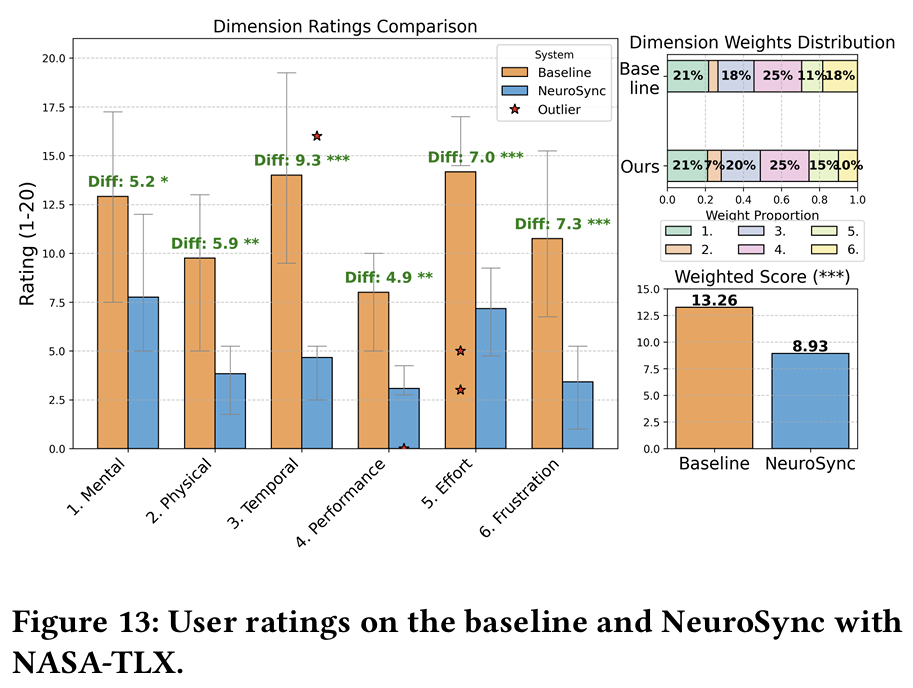 Dimension Ratings Comparison
Rating (1-20)
20.0
17.5
15.0
12.5
10.0
7.5
5.0
2.5
0.0
System
Baseline
NeuroSync
Outlier
Diff: 5.2 *
Diff: 5.9 **
Diff: 9.3 ***
Diff: 4.9 **
Diff: 7.0 ***
Diff: 7.3 ***
1. Mental
2. Physical
3. Temporal
4. Performance
5. Effort
6. Frustration
Dimension Weights Distribution
Base
line
21% 18% 25% 11% 18%
Ours
21% 7% 20% 25% 15% 10%
0.0 0.2 0.4 0.6 0.8 1.0
Weight Proportion
1. 3. 5.
2. 4. 6.
Weighted Score (***)
15.0
12.5
10.0
7.5
5.0
2.5
0.0
13.26
8.93
Baseline NeuroSync
Figure 13: User ratings on the baseline and NeuroSync with
NASA-TLX.